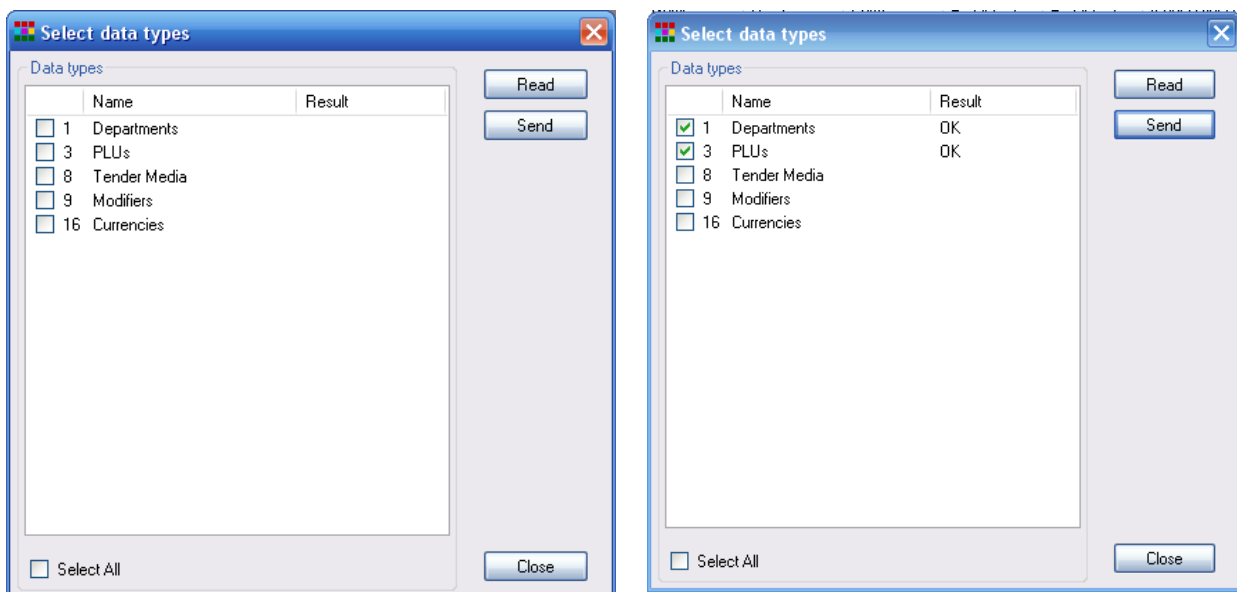 Select data types
Data types
Read
Name Result
Send
1 Departments
3 PLUs
8 Tender Media
9 Modifiers
16 Currencies
Select All
Close
Select data types
Data types
Read
Name Result
Send
1 Departments OK
3 PLUs OK
8 Tender Media
9 Modifiers
16 Currencies
Select All
Close